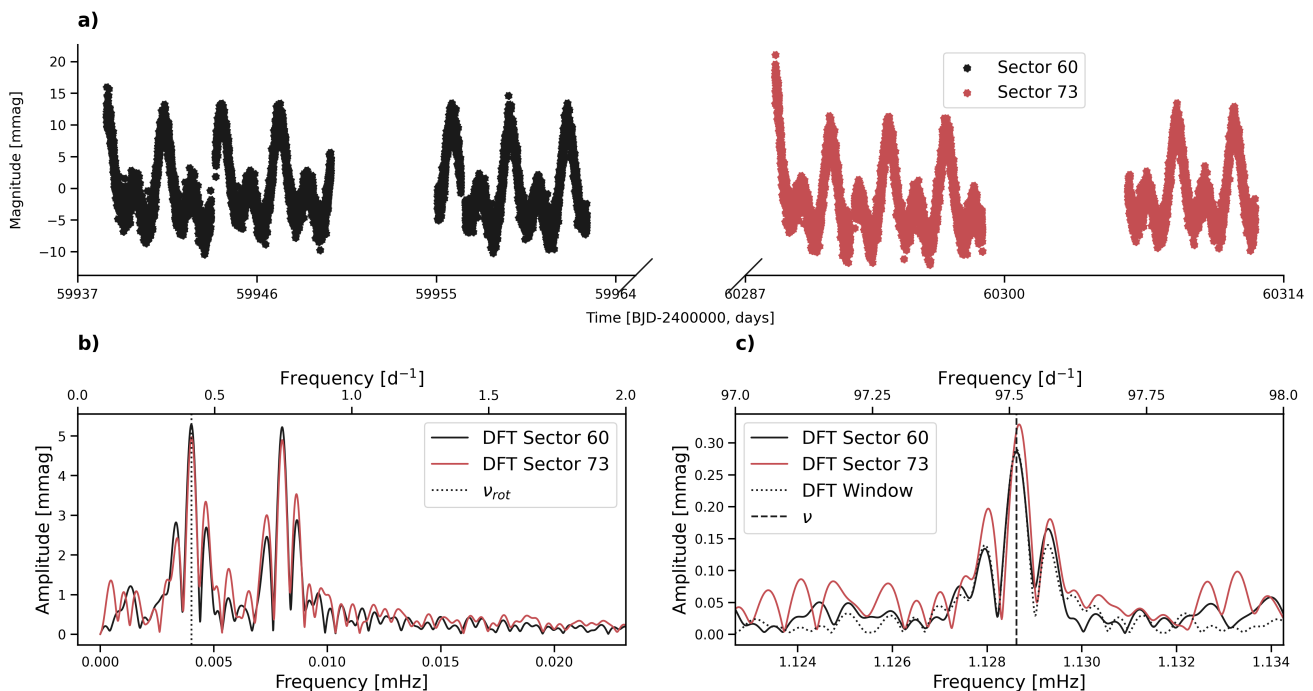 a)
Magnitude [mmag]
20
15
10
5
0
−5
−10
Sector 60
Sector 73
59937 59946 59955 59964 60287 60300 60314
Time [BJD-2400000, days]
b)
Frequency [d⁻¹]
0.0 0.5 1.0 1.5 2.0
Amplitude [mmag]
5
4
3
2
1
0
DFT Sector 60
DFT Sector 73
ν_rot
0.000 0.005 0.010 0.015 0.020
Frequency [mHz]
c)
Frequency [d⁻¹]
97.0 97.25 97.5 97.75 98.0
Amplitude [mmag]
0.30
0.25
0.20
0.15
0.10
0.05
0.00
DFT Sector 60
DFT Sector 73
DFT Window
ν
1.124 1.126 1.128 1.130 1.132 1.134
Frequency [mHz]